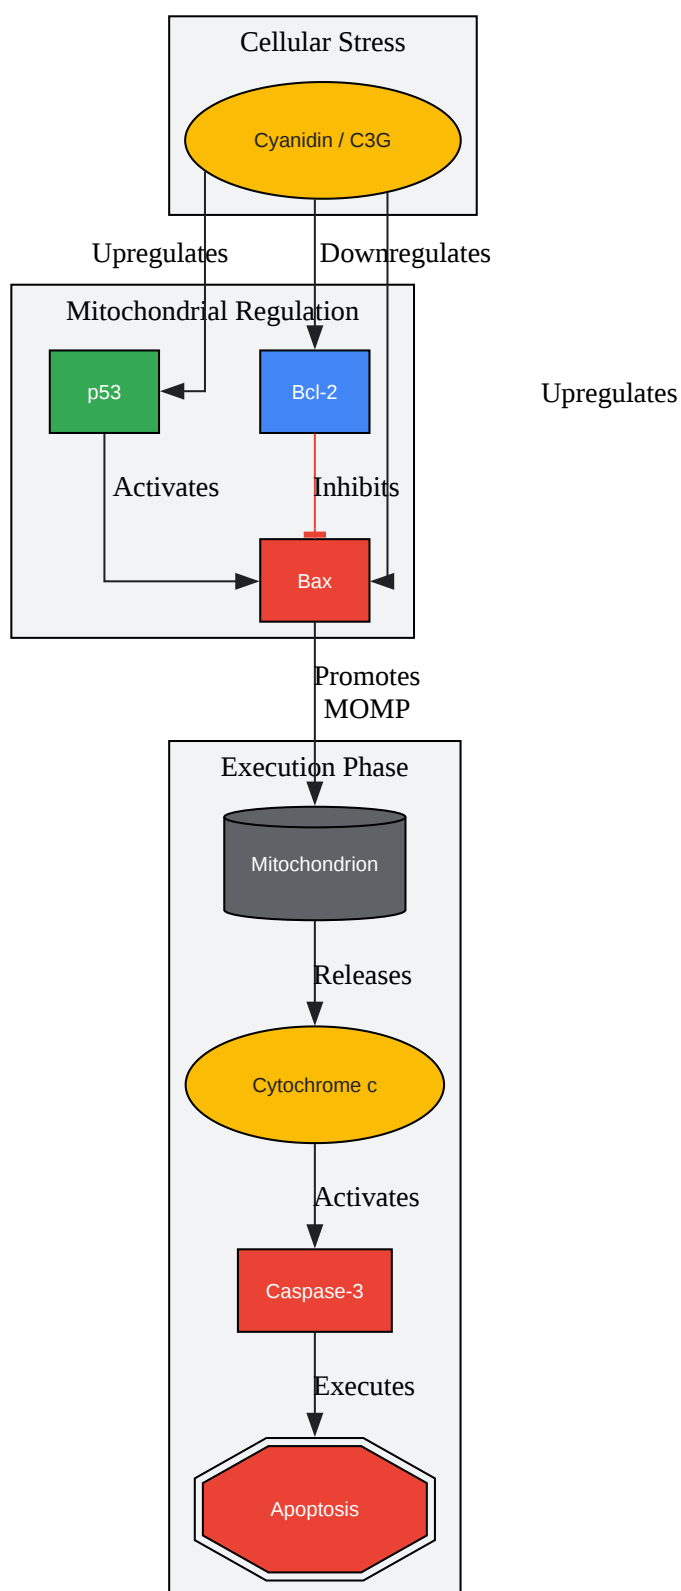 Cellular Stress
Cyanidin / C3G
Upregulates
Downregulates
Mitochondrial Regulation
p53
Bcl-2
Upregulates
Activates
Inhibits
Bax
Promotes
MOMP
Execution Phase
Mitochondrion
Releases
Cytochrome c
Activates
Caspase-3
Executes
Apoptosis